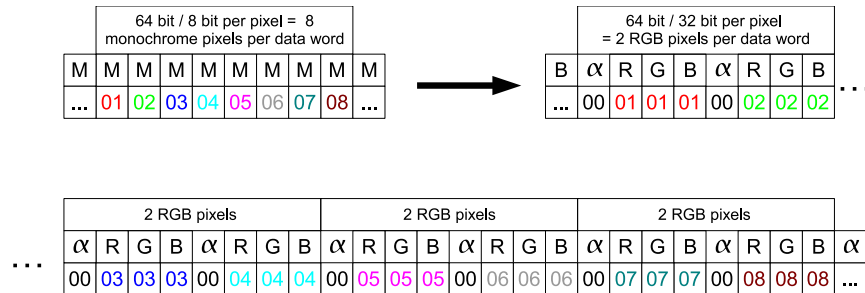 64 bit / 8 bit per pixel = 8
monochrome pixels per data word
M M M M M M M M M M
... 01 02 03 04 05 06 07 08 ...
64 bit / 32 bit per pixel
= 2 RGB pixels per data word
B α R G B α R G B
... 00 01 01 01 00 02 02 02 ...
2 RGB pixels 2 RGB pixels 2 RGB pixels
... α R G B α R G B α R G B α R G B α R G B α R G B α
00 03 03 03 00 04 04 04 00 05 05 05 00 06 06 06 00 07 07 07 00 08 08 08 ...